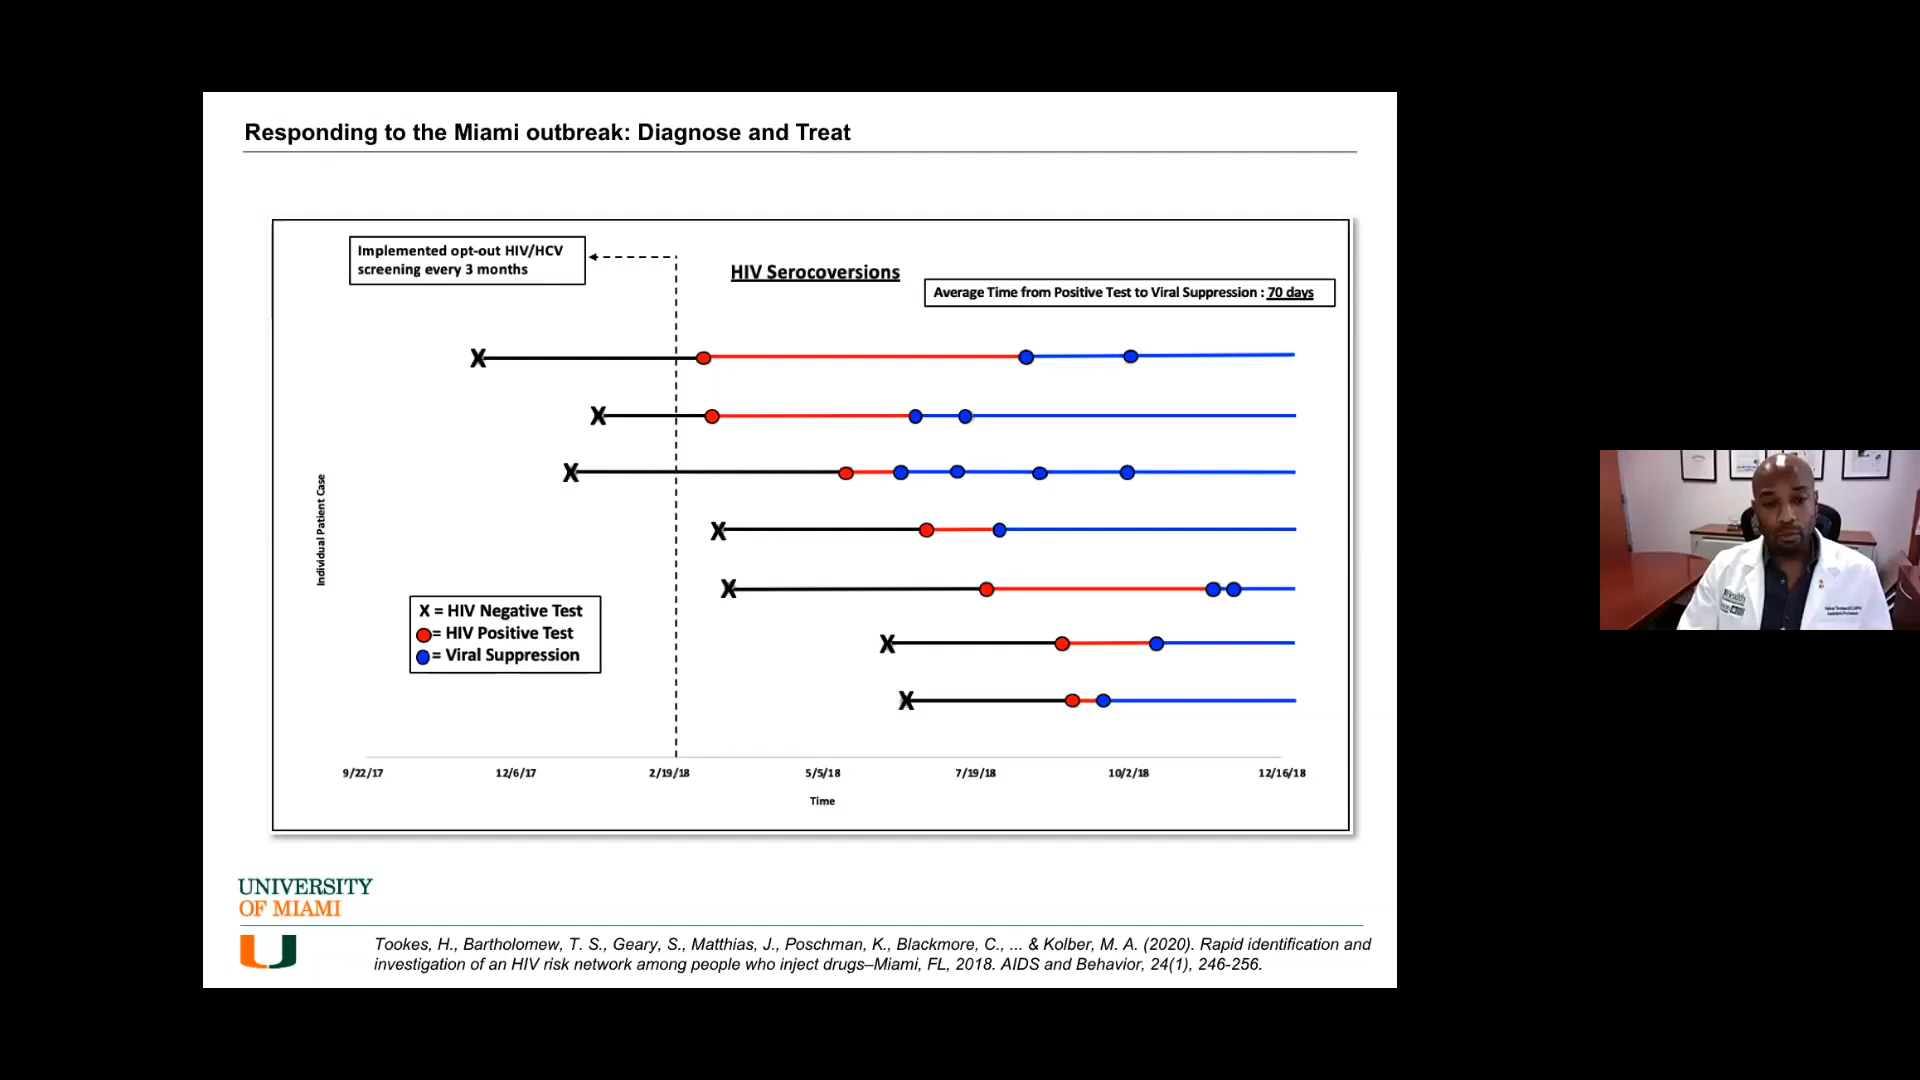 Responding to the Miami outbreak: Diagnose and Treat
Implemented opt-out HIV/HCV
screening every 3 months
HIV Serocoversions
Average Time from Positive Test to Viral Suppression : 70 days
X
X
X
X
X
X
X
Individual Patient Case
X = HIV Negative Test
= HIV Positive Test
= Viral Suppression
9/22/17 12/6/17 2/19/18 5/5/18 7/19/18 10/2/18 12/16/18
Time
UNIVERSITY
OF MIAMI
Tookes, H., Bartholomew, T. S., Geary, S., Matthias, J., Poschman, K., Blackmore, C., ... & Kolber, M. A. (2020). Rapid identification and
investigation of an HIV risk network among people who inject drugs–Miami, FL, 2018. AIDS and Behavior, 24(1), 246-256.